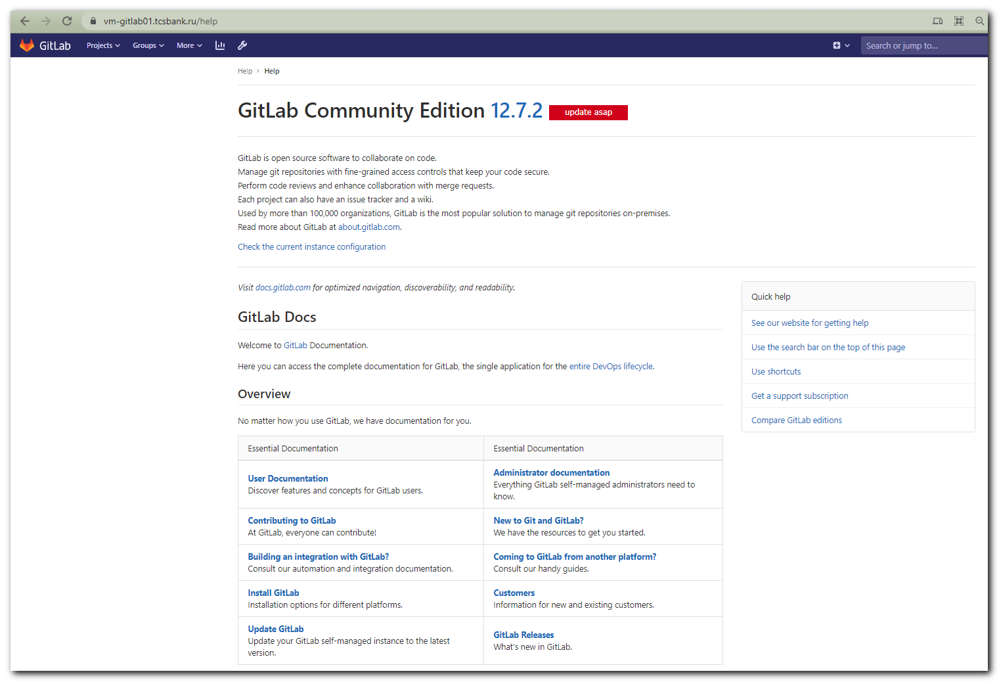 vm-gitlab01.tcsbank.ru/help
GitLab Projects Groups More Search or jump to...
Help › Help
GitLab Community Edition 12.7.2 update asap
GitLab is open source software to collaborate on code.
Manage git repositories with fine-grained access controls that keep your code secure.
Perform code reviews and enhance collaboration with merge requests.
Each project can also have an issue tracker and a wiki.
Used by more than 100,000 organizations, GitLab is the most popular solution to manage git repositories on-premises.
Read more about GitLab at about.gitlab.com.
Check the current instance configuration
Visit docs.gitlab.com for optimized navigation, discoverability, and readability.
GitLab Docs
Welcome to GitLab Documentation.
Here you can access the complete documentation for GitLab, the single application for the entire DevOps lifecycle.
Overview
No matter how you use GitLab, we have documentation for you.
Essential Documentation
Essential Documentation
User Documentation
Discover features and concepts for GitLab users.
Administrator documentation
Everything GitLab self-managed administrators need to
know.
Contributing to GitLab
At GitLab, everyone can contribute!
New to Git and GitLab?
We have the resources to get you started.
Building an integration with GitLab?
Consult our automation and integration documentation.
Coming to GitLab from another platform?
Consult our handy guides.
Install GitLab
Installation options for different platforms.
Customers
Information for new and existing customers.
Update GitLab
Update your GitLab self-managed instance to the latest
version.
GitLab Releases
What's new in GitLab.
Quick help
See our website for getting help
Use the search bar on the top of this page
Use shortcuts
Get a support subscription
Compare GitLab editions